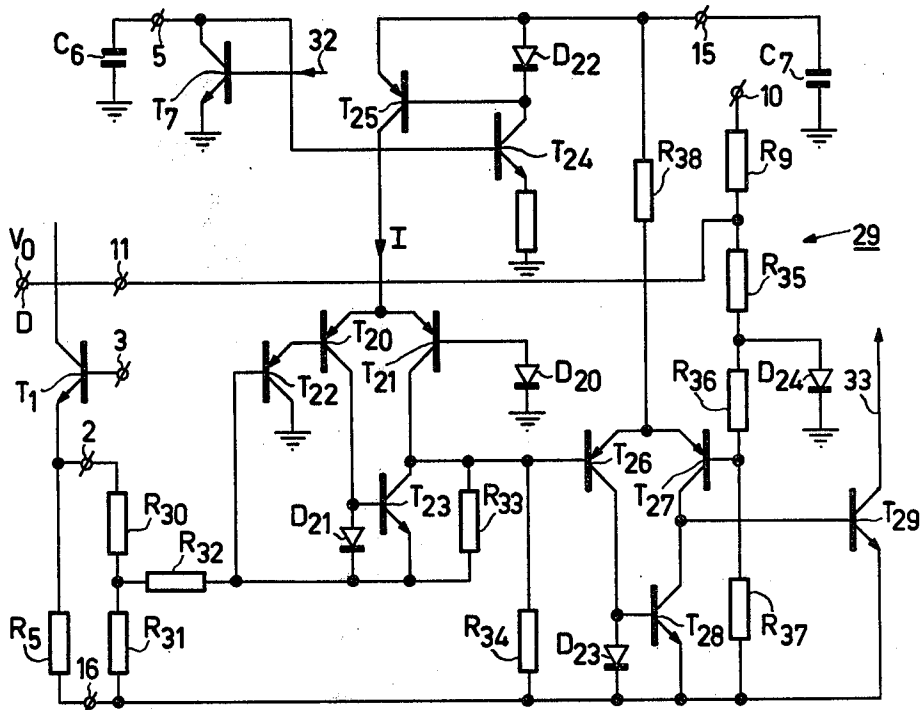 C6
5
32
T7
T25
D22
T24
15
C7
10
R38
R9
29
I
R35
V0
11
D
T1
3
T20
T21
T22
D20
R36
D24
33
2
T26
T27
T29
R30
R32
D21
T23
R33
R5
R31
R34
D23
T28
R37
16